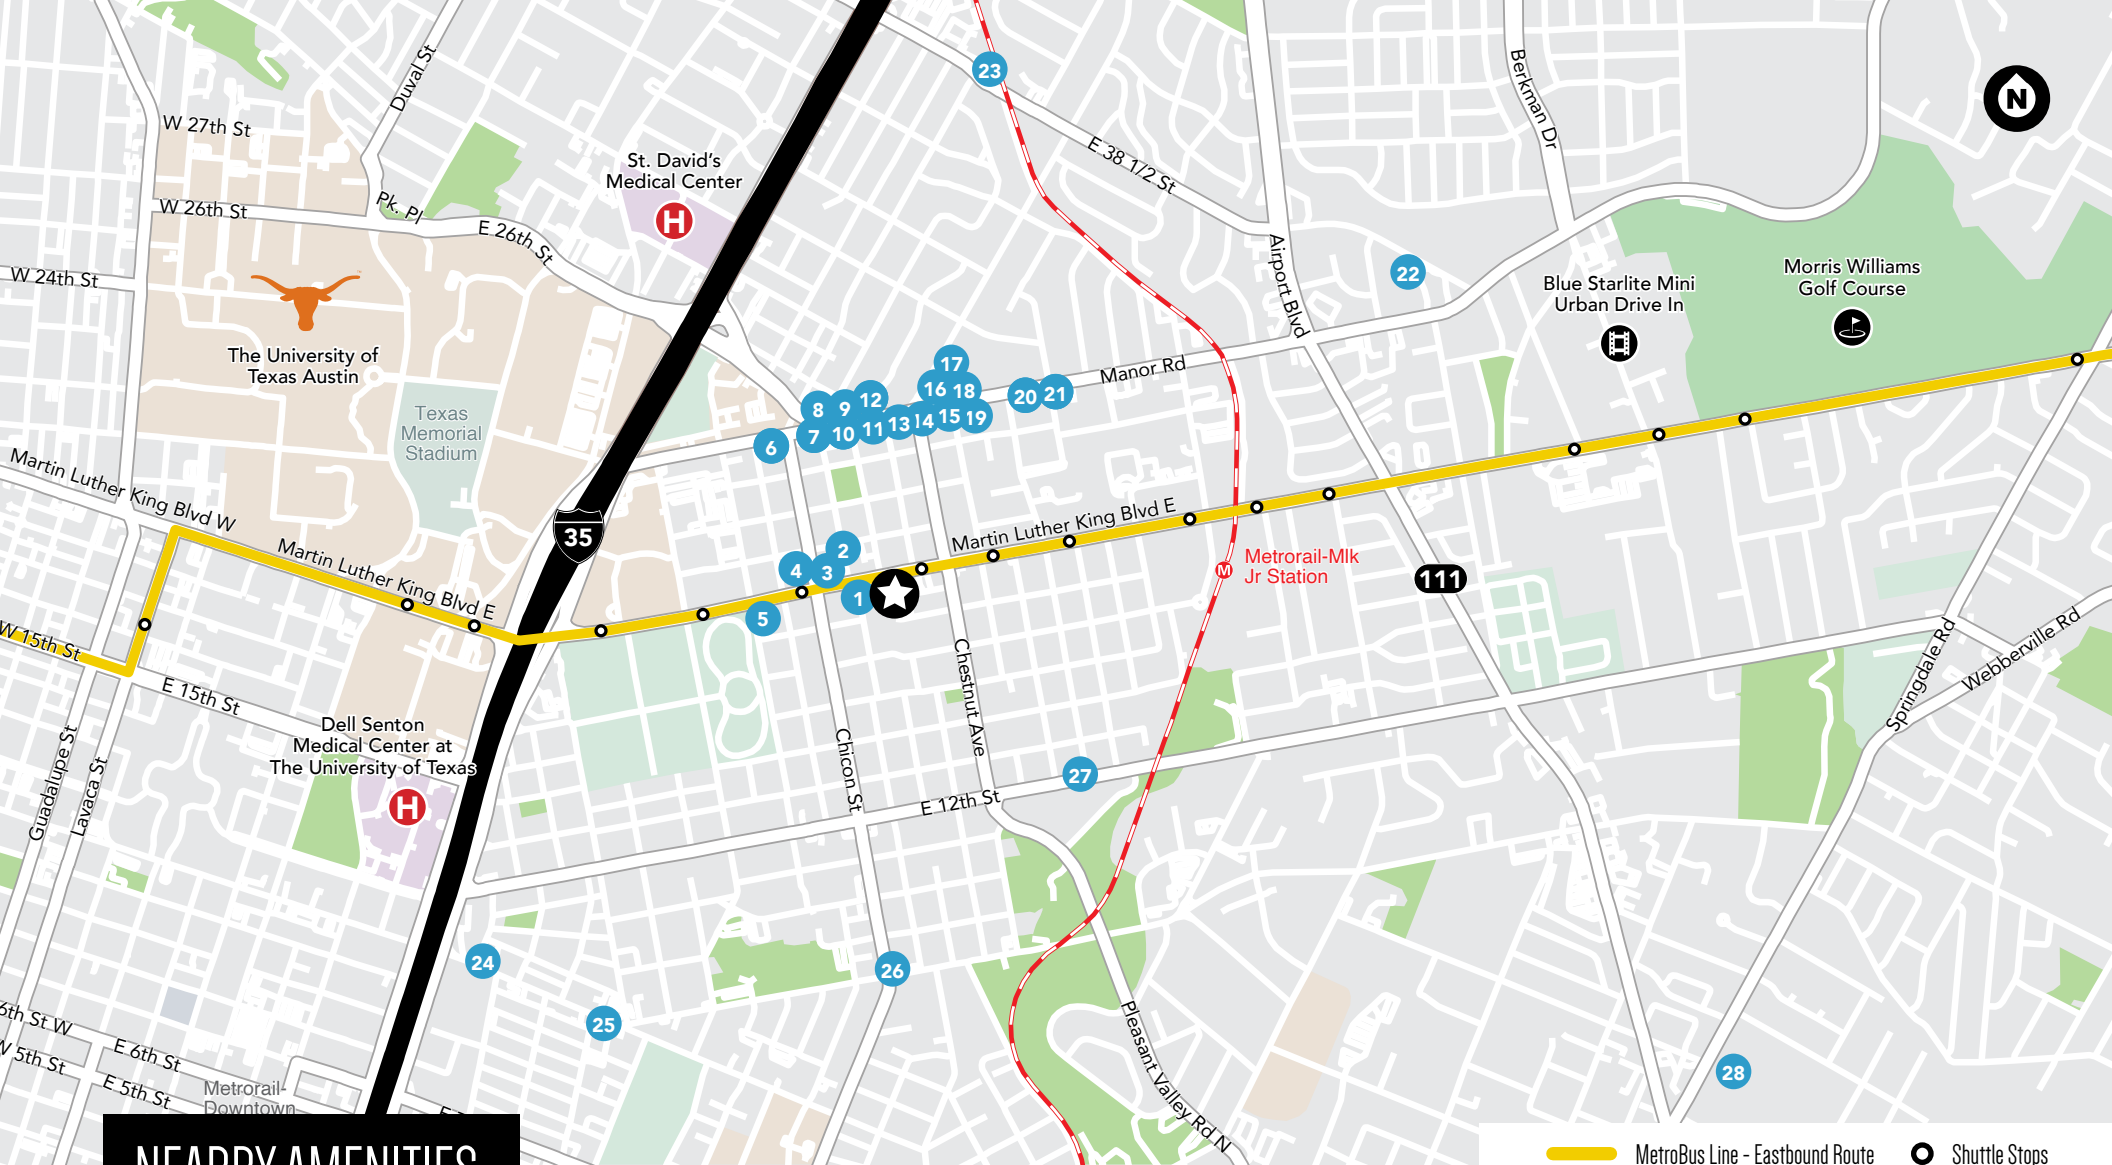 23
Duval St
Berkman Dr
N
W 27th St
E 38 1/2 St
St. David's
Medical Center
H
W 26th St
Pk. Pl
E 26th St
W 24th St
Airport Blvd
22
Blue Starlite Mini
Urban Drive In
Morris Williams
Golf Course
The University of
Texas Austin
17
Manor Rd
16 18
20 21
8 9 12
Texas
Memorial
Stadium
7 10 11 13 14 15 19
6
Martin Luther King Blvd W
35
Martin Luther King Blvd E
Martin Luther King Blvd E
2
4 3
1
5
M
Metrorail-Mlk
Jr Station
111
W 15th St
E 15th St
Chestnut Ave
Springdale Rd
Webberville Rd
Dell Senton
Medical Center at
The University of Texas
H
Guadalupe St
Lavaca St
Chicon St
27
E 12th St
24
26
25
Pleasant Valley Rd N
6th St W
W 5th St
E 6th St
E 5th St
Metrorail-
Downtown
28
NEARBY AMENITIES
MetroBus Line - Eastbound Route
Shuttle Stops